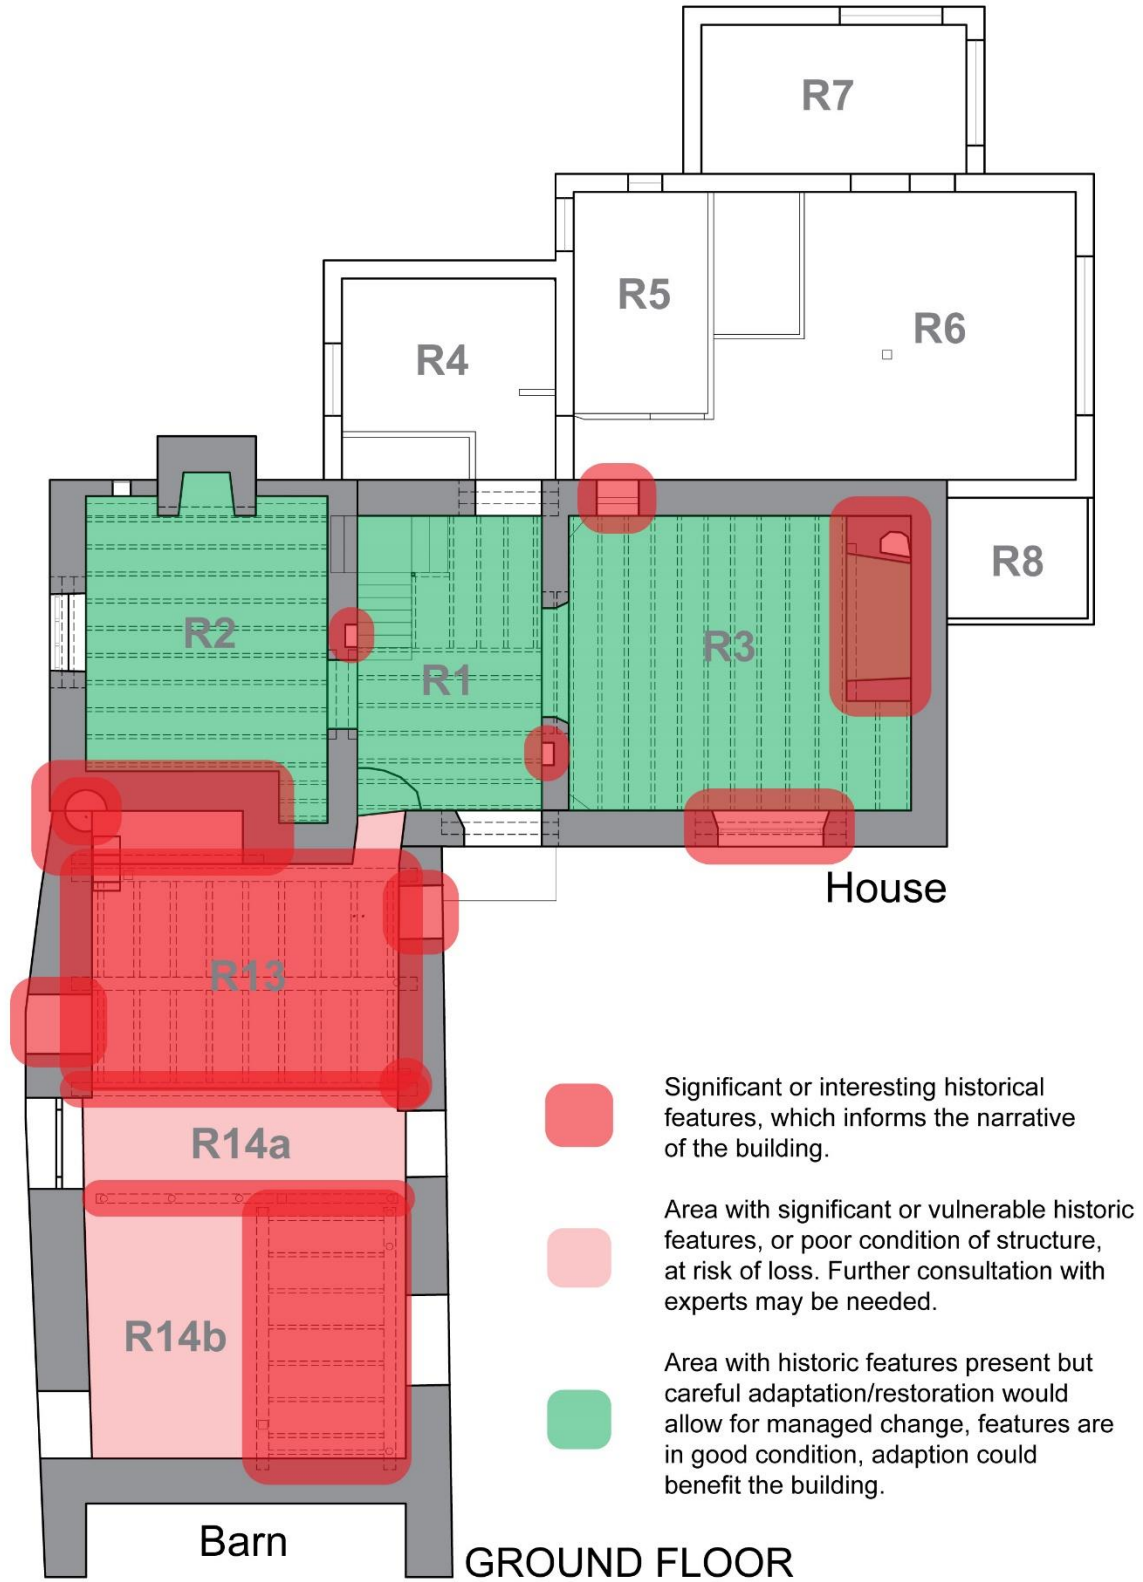 R7
R5
R6
R4
R8
R2
R1
R3
House
R13
R14a
R14b
Barn
GROUND FLOOR
Significant or interesting historical
features, which informs the narrative
of the building.
Area with significant or vulnerable historic
features, or poor condition of structure,
at risk of loss. Further consultation with
experts may be needed.
Area with historic features present but
careful adaptation/restoration would
allow for managed change, features are
in good condition, adaption could
benefit the building.